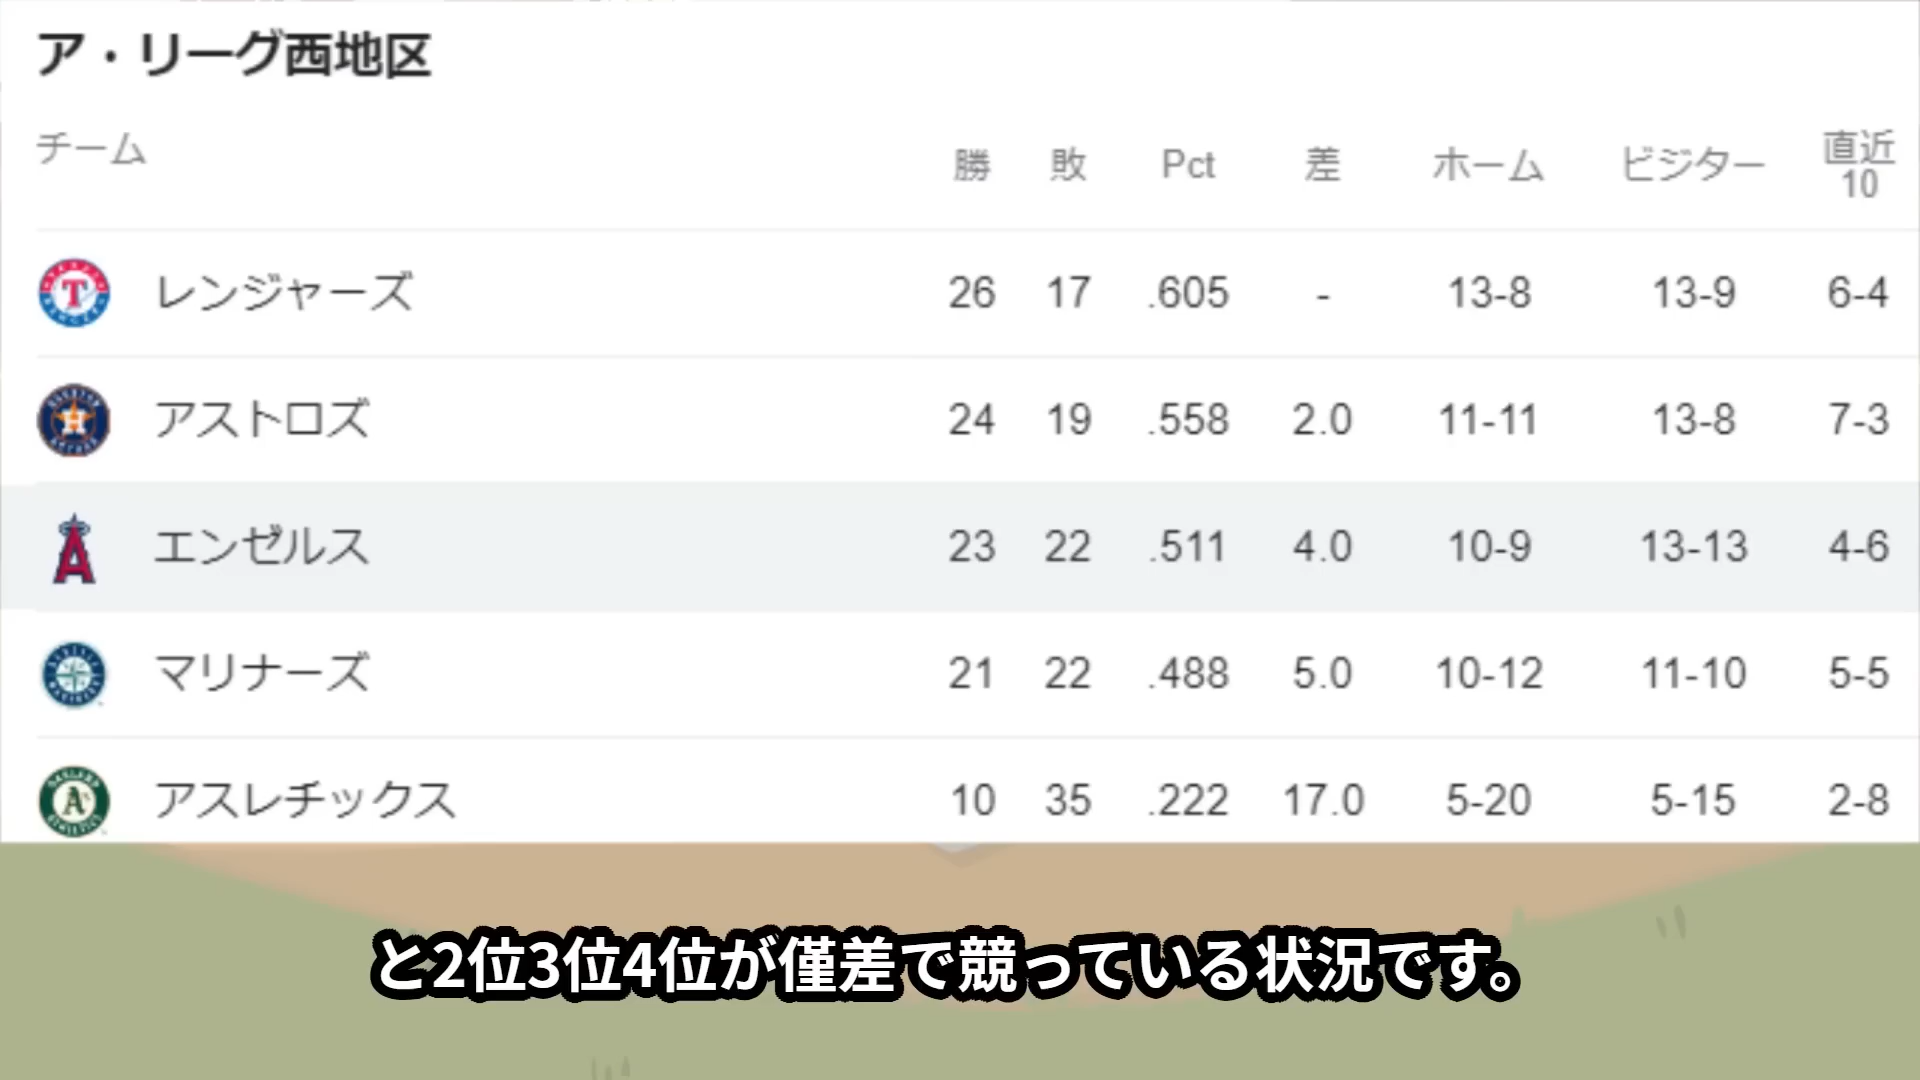 ア・リーグ西地区
チーム 勝 敗 Pct 差 ホーム ビジター 直近10
レンジャーズ 26 17 .605 - 13-8 13-9 6-4
アストロズ 24 19 .558 2.0 11-11 13-8 7-3
エンゼルス 23 22 .511 4.0 10-9 13-13 4-6
マリナーズ 21 22 .488 5.0 10-12 11-10 5-5
アスレチックス 10 35 .222 17.0 5-20 5-15 2-8
と2位3位4位が僅差で競っている状況です。